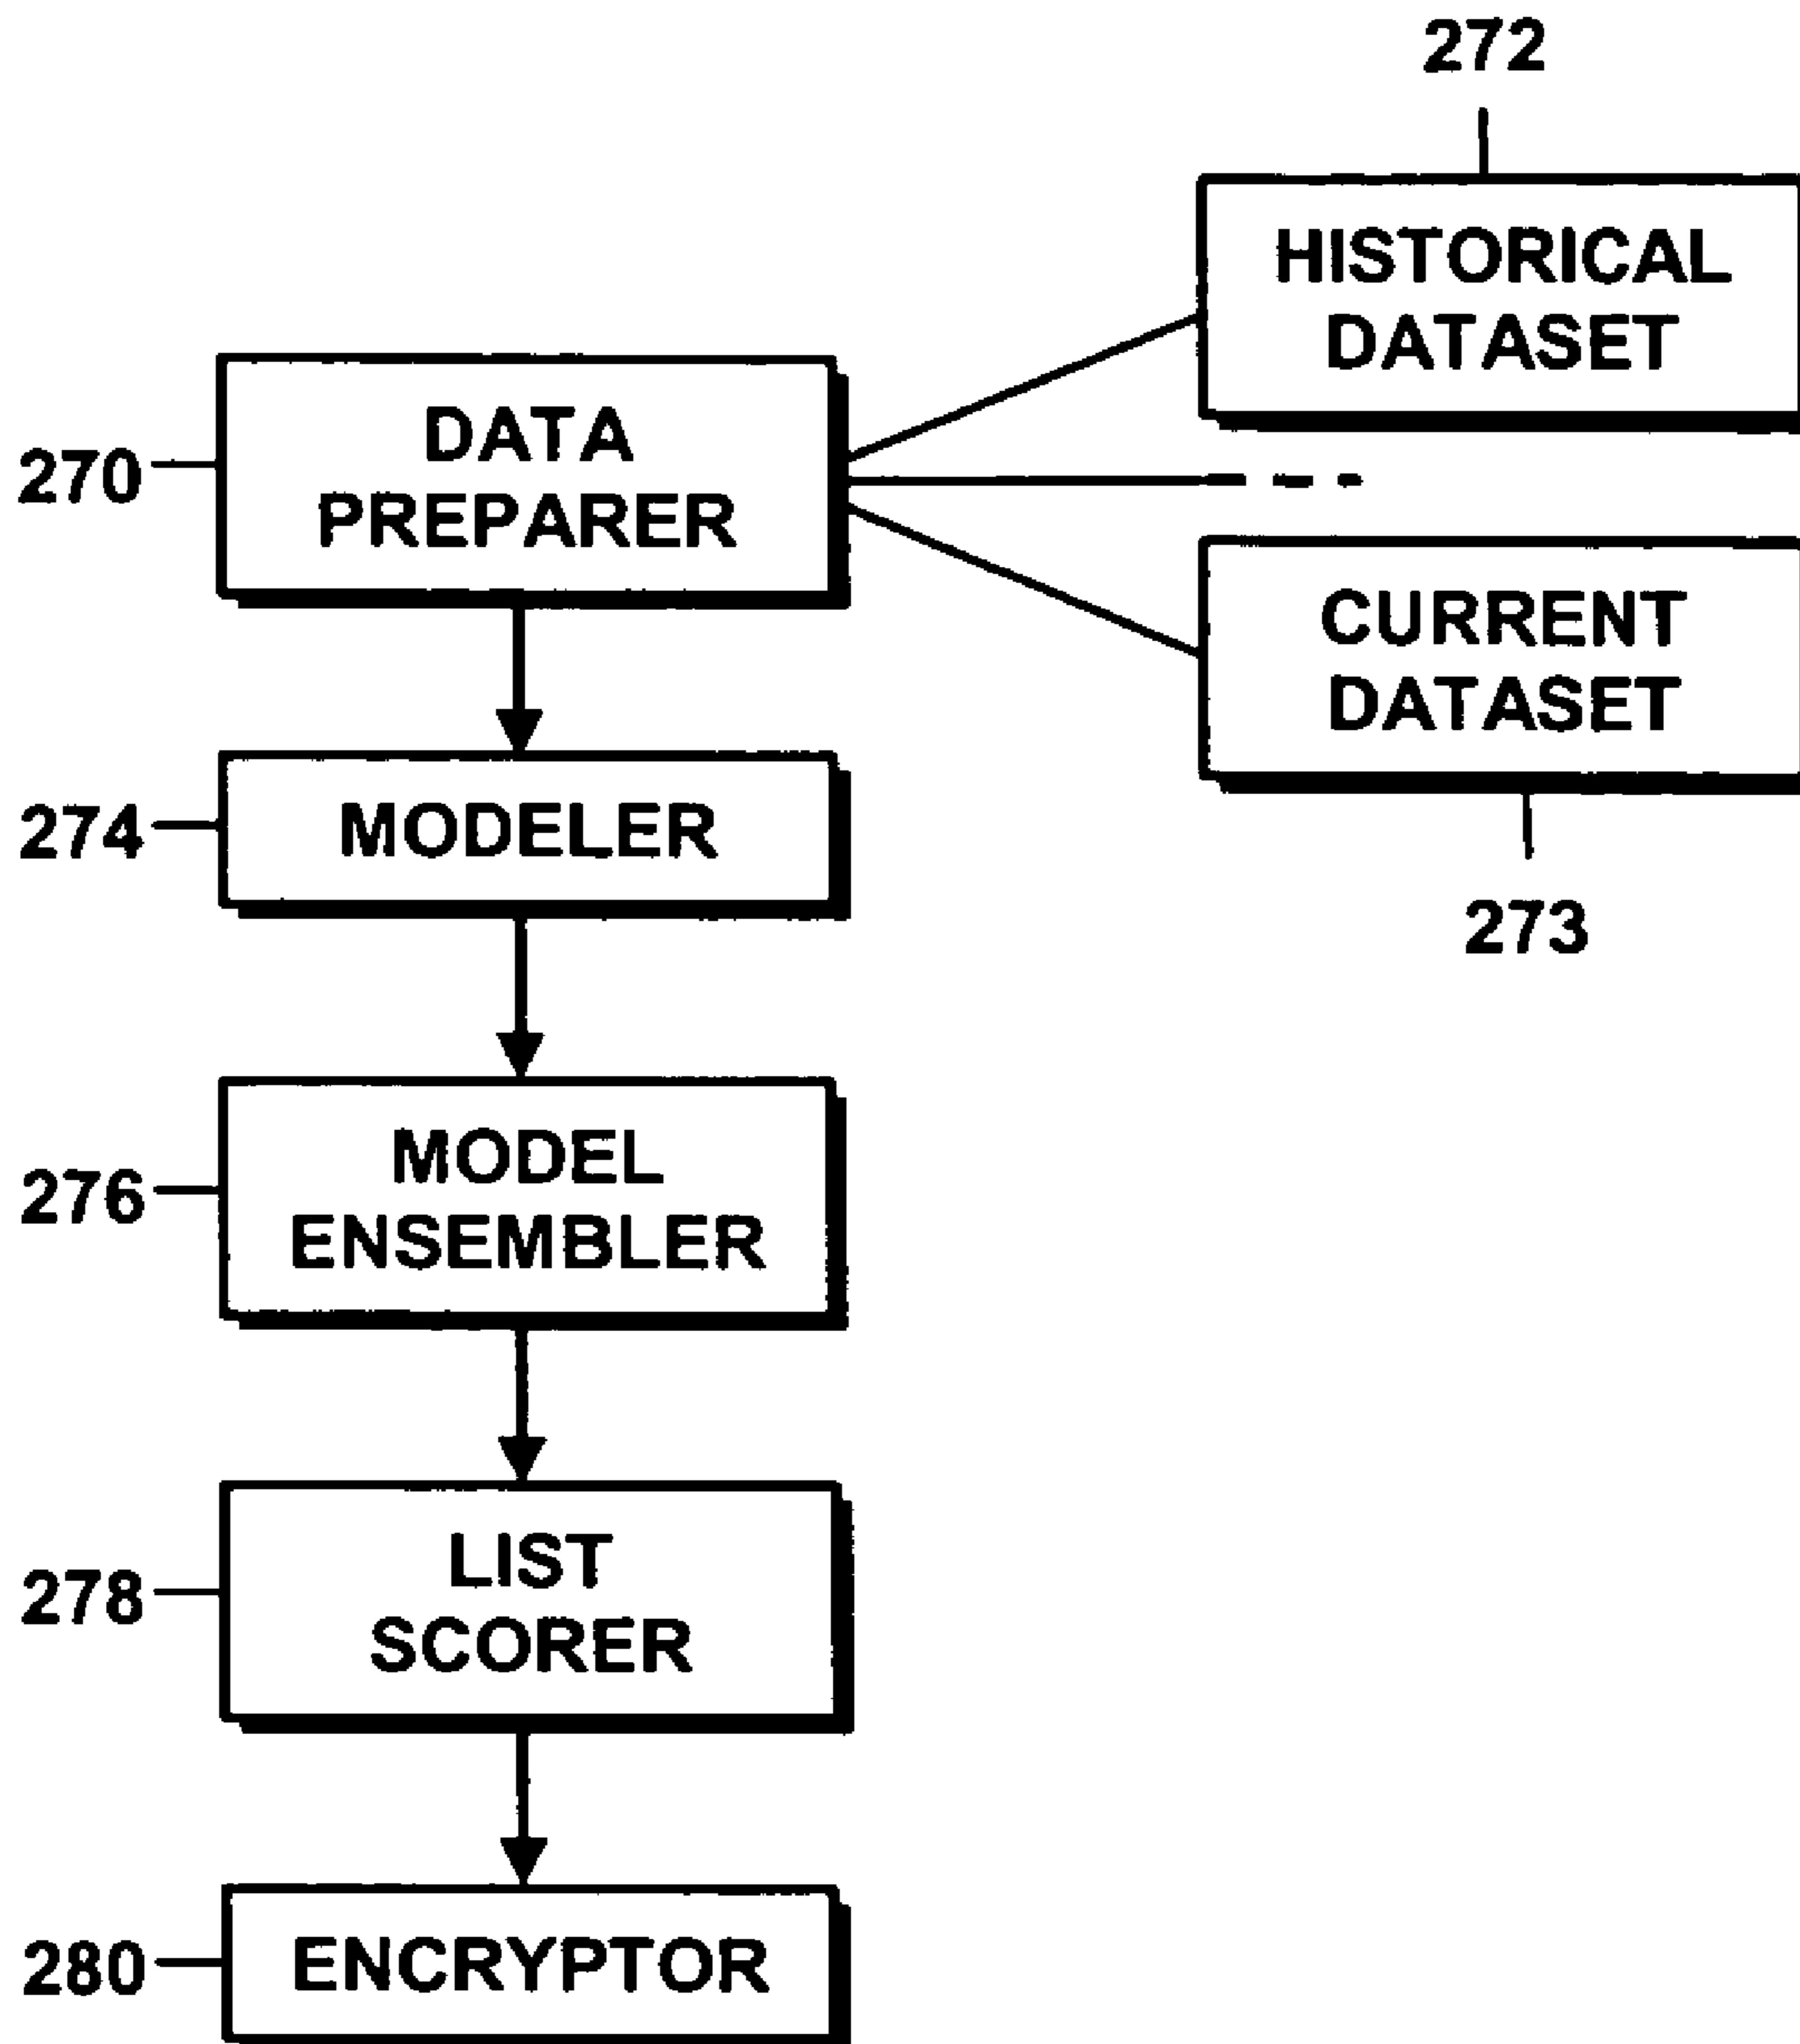 272
HISTORICAL
DATASET
DATA
PREPARER
270
CURRENT
DATASET
273
274
MODELER
276
MODEL
ENSEMBLER
278
LIST
SCORER
280
ENCRYPTOR